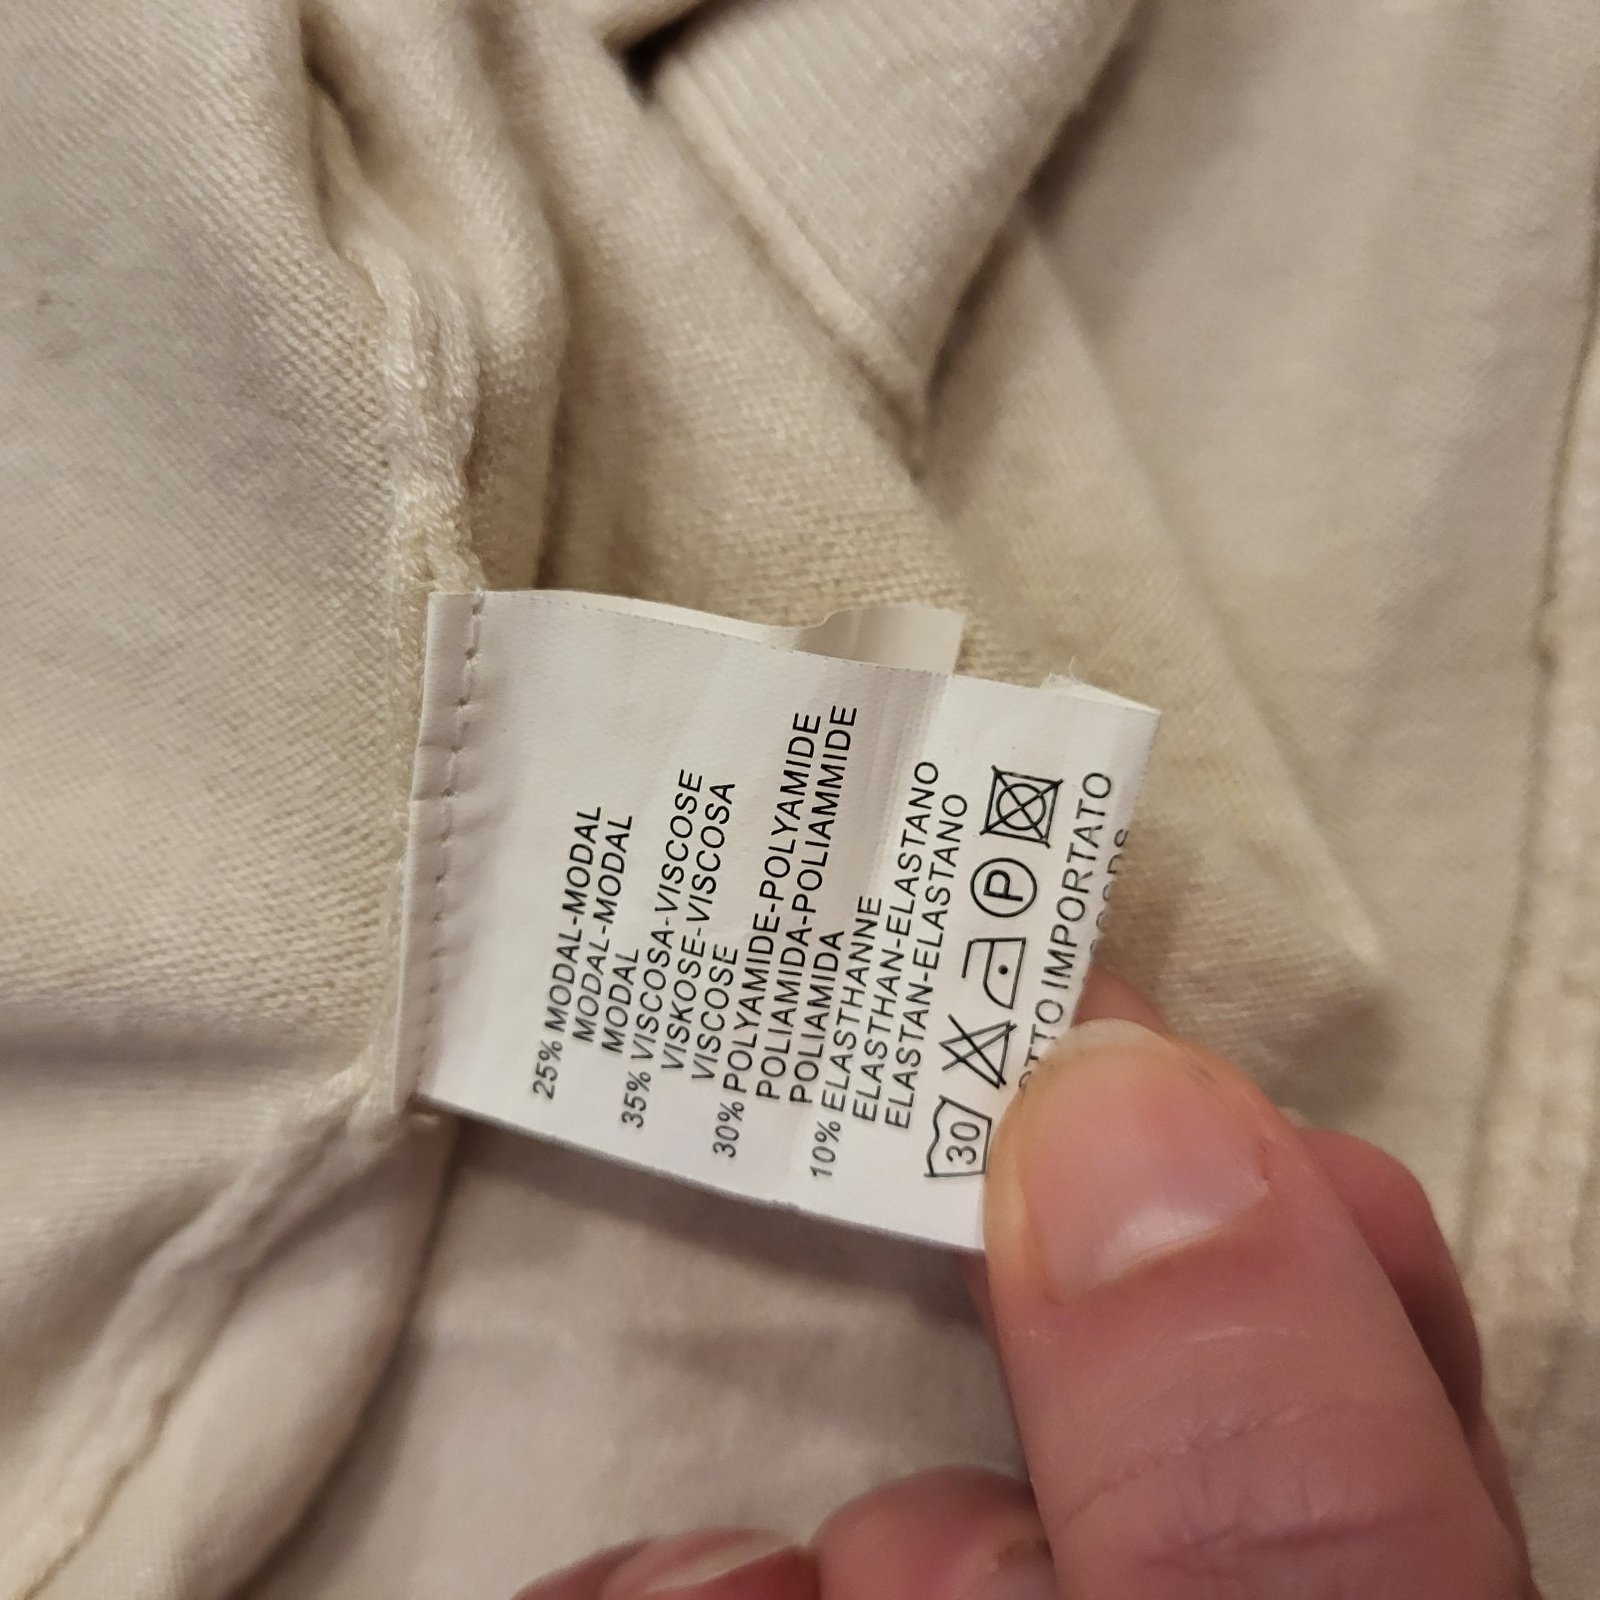 25% MODAL-MODAL
MODAL-MODAL
MODAL
35% VISCOSA-VISCOSE
VISKOSE-VISCOSA
VISCOSE
30% POLYAMIDE-POLYAMIDE
POLIAMIDA-POLIAMMIDE
POLIAMIDA
10% ELASTHANNE
ELASTHAN-ELASTANO
ELASTAN-ELASTANO
30 P
IMPORTATO